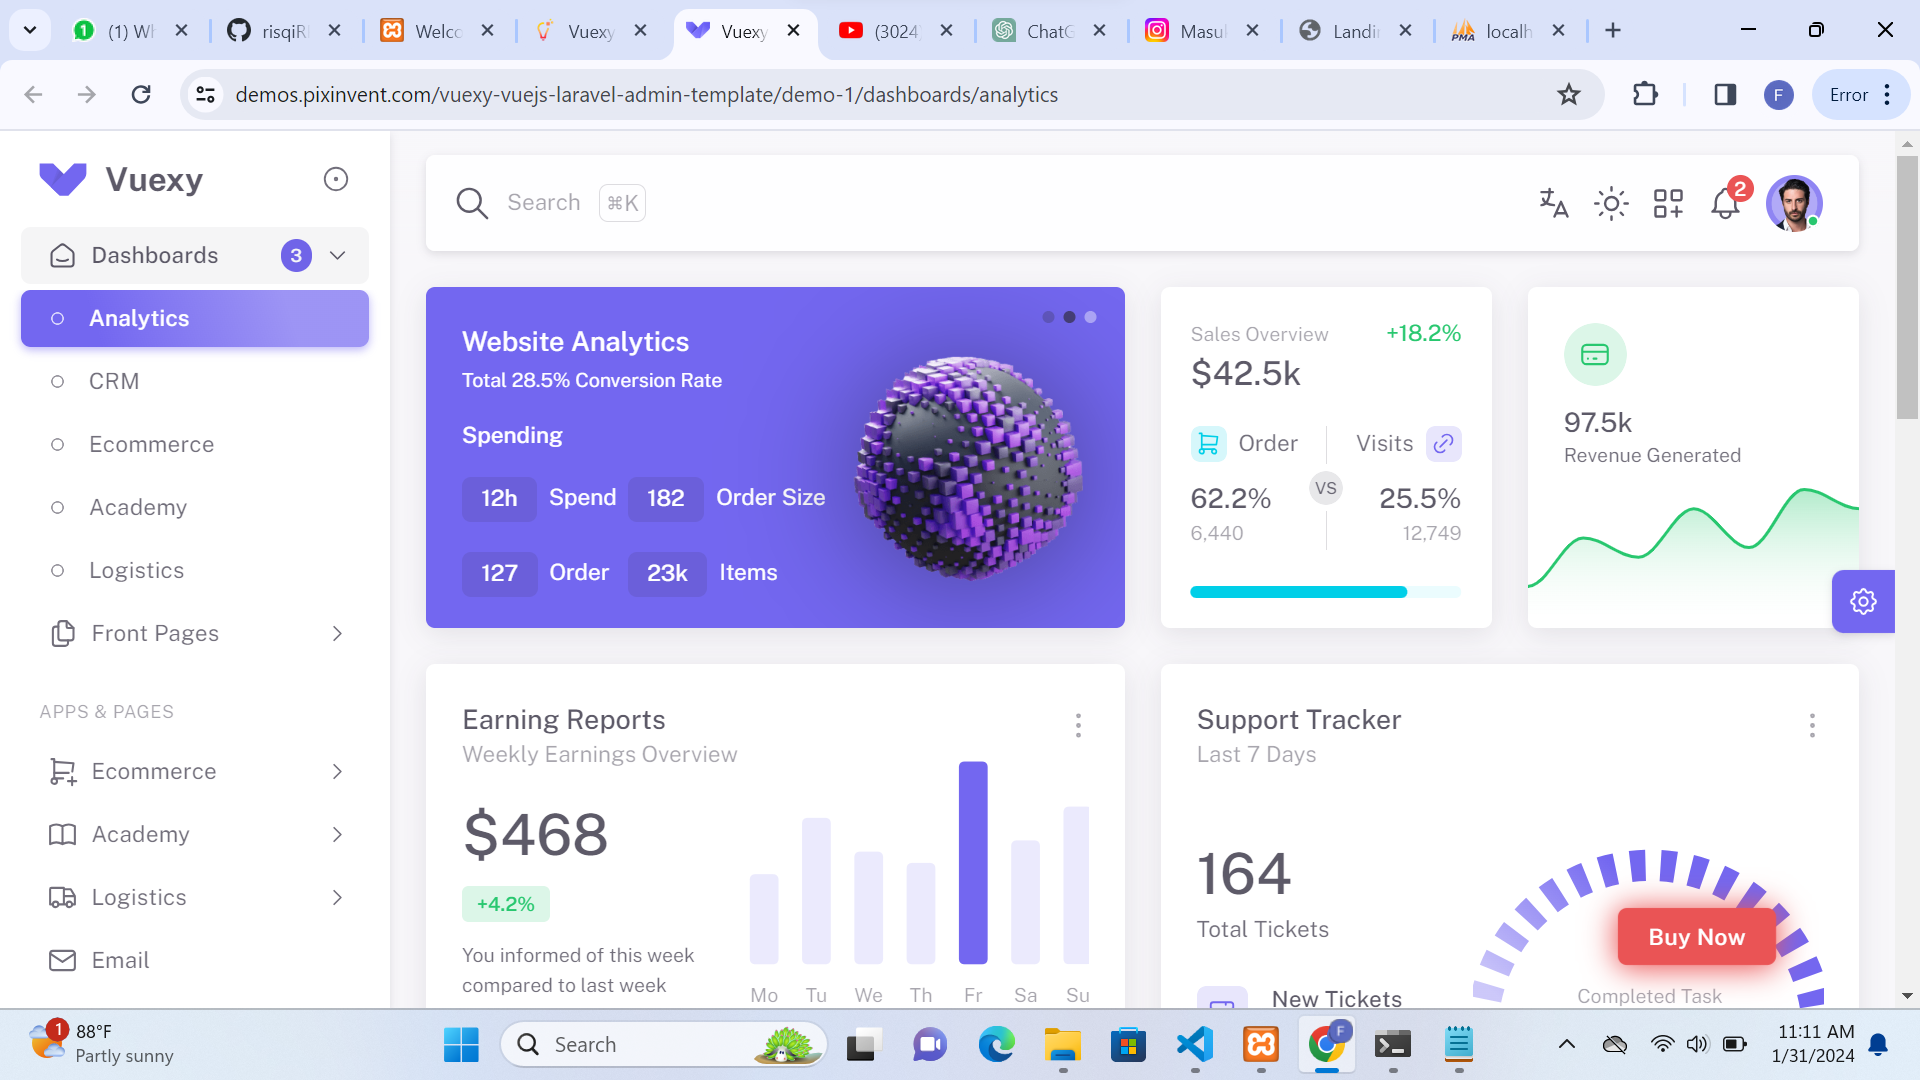 (1) Wh
risqiRI
Welco
Vuexy
Vuexy
(3024)
ChatG
Masul
Landin
localh
demos.pixinvent.com/vuexy-vuejs-laravel-admin-template/demo-1/dashboards/analytics
F
Error
Vuexy
Search
⌘K
2
Dashboards
3
Analytics
CRM
Ecommerce
Academy
Logistics
Front Pages
APPS & PAGES
Ecommerce
Academy
Logistics
Email
Website Analytics
Total 28.5% Conversion Rate
Spending
12h Spend 182 Order Size
127 Order 23k Items
Sales Overview +18.2%
$42.5k
Order Visits
VS
62.2% 25.5%
6,440 12,749
97.5k
Revenue Generated
Earning Reports
Weekly Earnings Overview
$468
+4.2%
You informed of this week
compared to last week
Mo Tu We Th Fr Sa Su
Support Tracker
Last 7 Days
164
Total Tickets
New Tickets
Buy Now
Completed Task
1
88°F
Partly sunny
Search
F
11:11 AM
1/31/2024